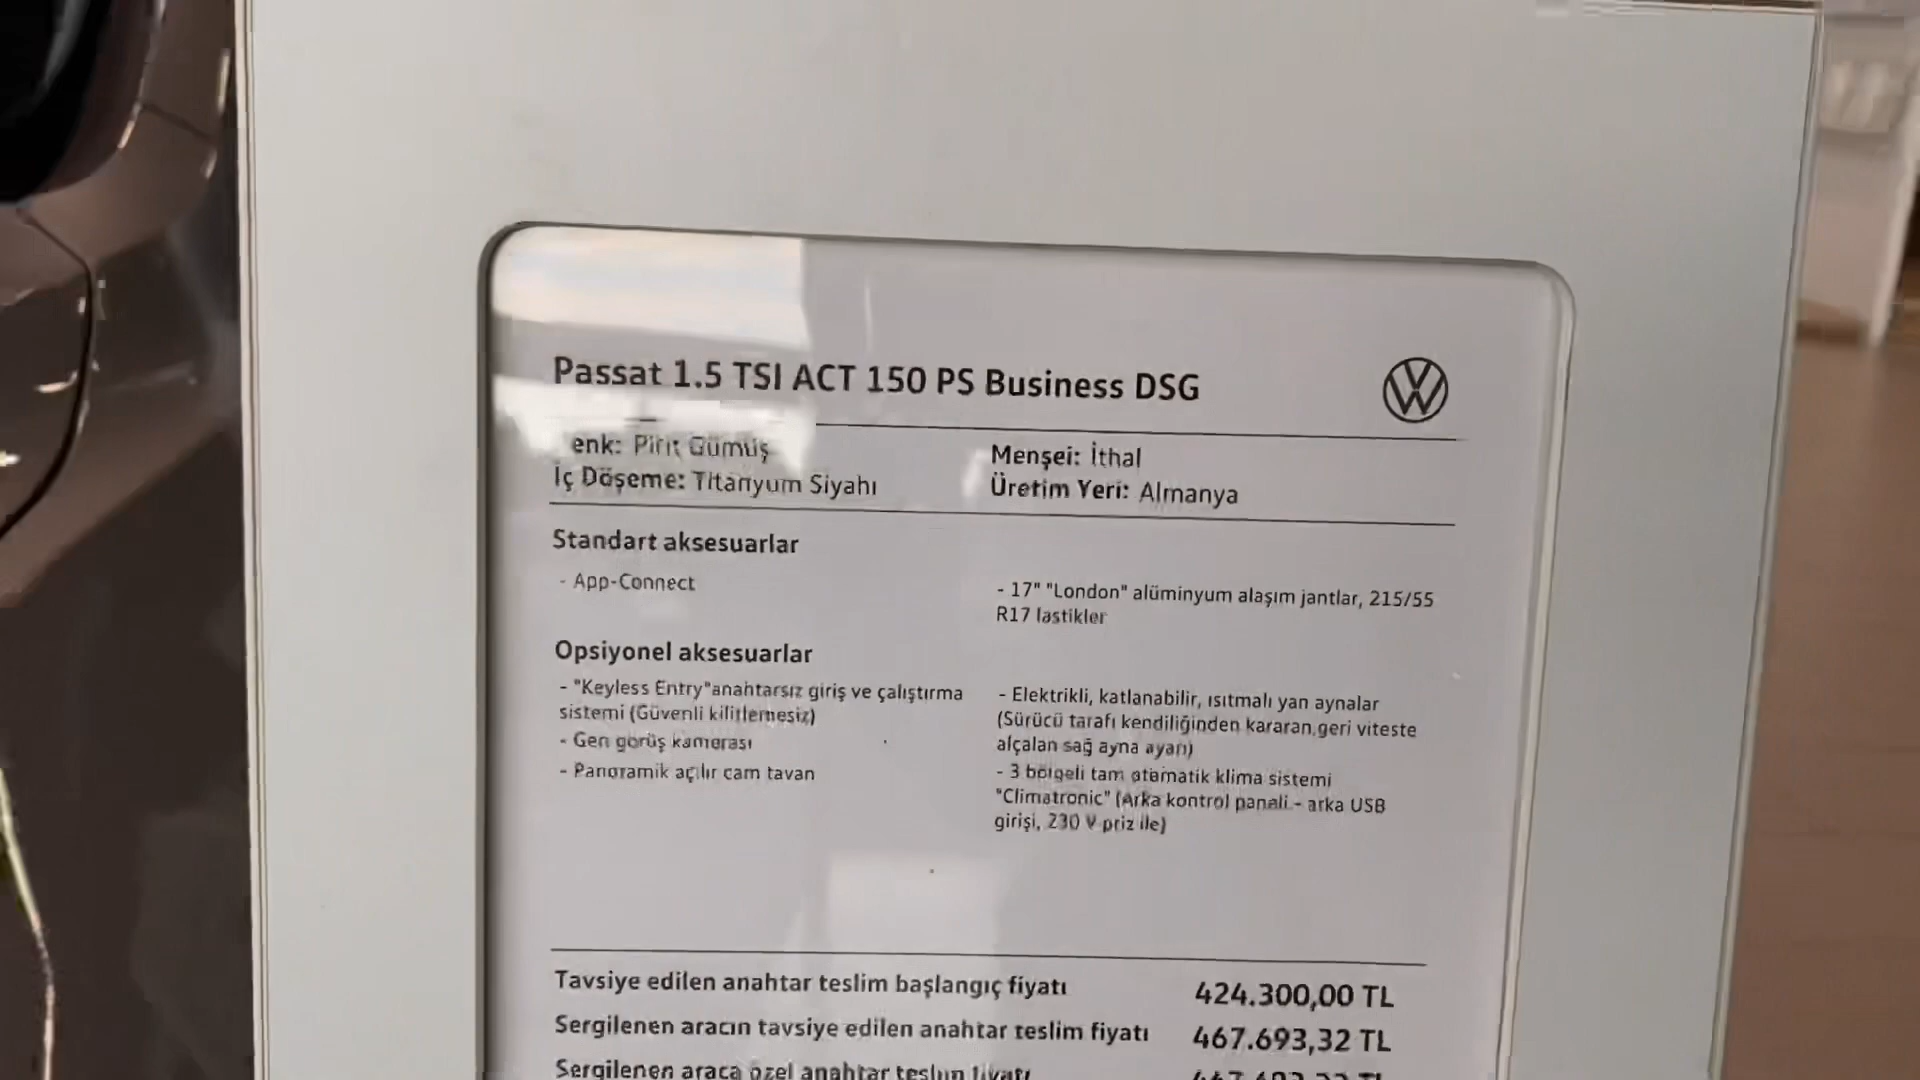 Passat 1.5 TSI ACT 150 PS Business DSG
enk: Pirit Gümüş
Menşei: İthal
İç Döşeme: Titanyum Siyahı
Üretim Yeri: Almanya
Standart aksesuarlar
- App-Connect
- 17" "London" alüminyum alaşım jantlar, 215/55
R17 lastikler
Opsiyonel aksesuarlar
- "Keyless Entry"anahtarsız giriş ve çalıştırma
sistemi (Güvenli kilitlemesiz)
- Geri görüş kamerası
- Panoramik açılır cam tavan
- Elektrikli, katlanabilir, ısıtmalı yan aynalar
(Sürücü tarafı kendiliğinden kararan,geri viteste
alçalan sağ ayna ayarı)
- 3 bölgeli tam otomatik klima sistemi
"Climatronic" (Arka kontrol paneli - arka USB
girişi, 230 V priz ile)
Tavsiye edilen anahtar teslim başlangıç fiyatı 424.300,00 TL
Sergilenen aracın tavsiye edilen anahtar teslim fiyatı 467.693,32 TL
Sergilenen araca özel anahtar teslim fiyatı